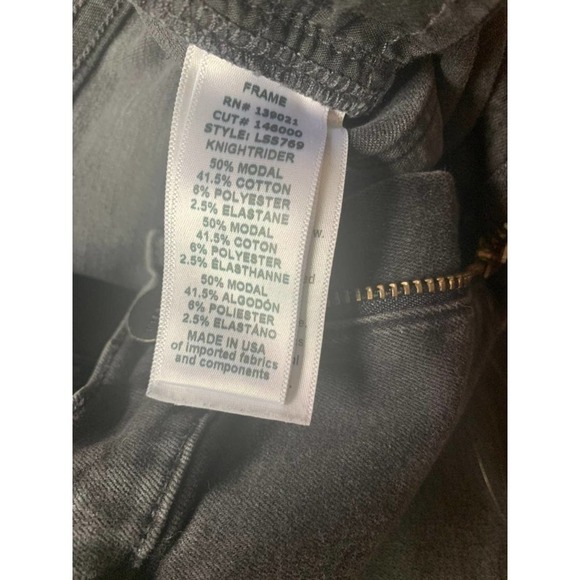 FRAME
RN# 139021
CUT# 146000
STYLE: LSS769
KNIGHTRIDER
50% MODAL
41.5% COTTON
6% POLYESTER
2.5% ELASTANE
50% MODAL
41.5% COTON
6% POLYESTER
2.5% ÉLASTHANNE
50% MODAL
41.5% ALGODÓN
6% POLIESTER
2.5% ELASTANO
MADE IN USA
of imported fabrics
and components